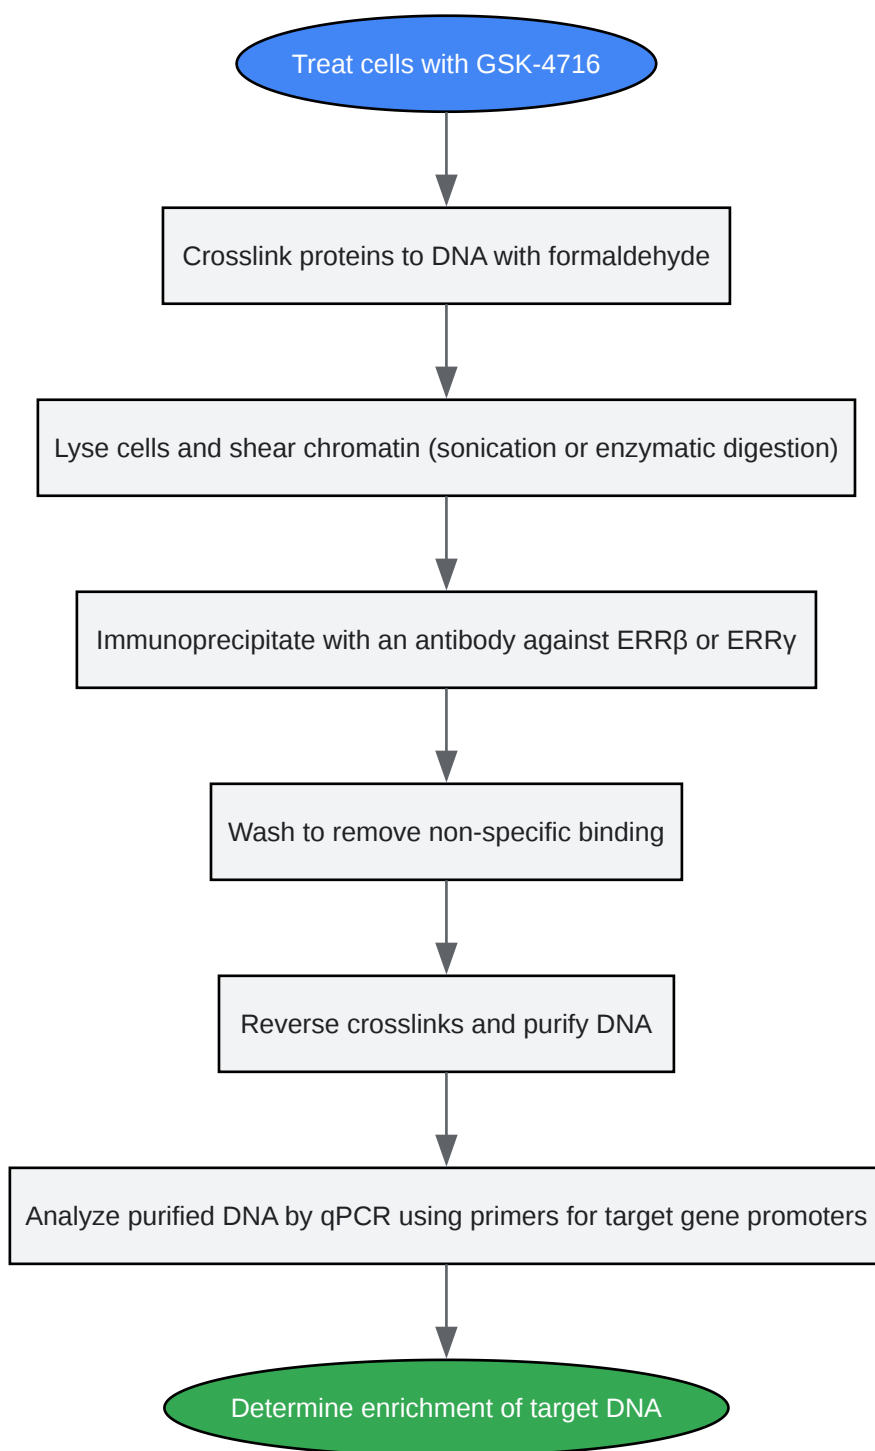 Treat cells with GSK-4716
Crosslink proteins to DNA with formaldehyde
Lyse cells and shear chromatin (sonication or enzymatic digestion)
Immunoprecipitate with an antibody against ERRβ or ERRγ
Wash to remove non-specific binding
Reverse crosslinks and purify DNA
Analyze purified DNA by qPCR using primers for target gene promoters
Determine enrichment of target DNA